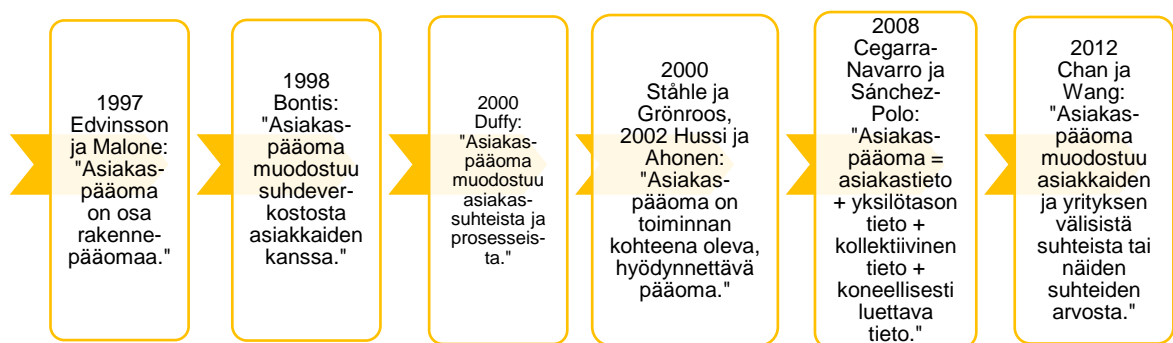 1997
Edvinsson
ja Malone:
"Asiakas-
pääoma
on osa
rakenne-
pääomaa."
1998
Bontis:
"Asiakas-
pääoma
muodostuu
suhdever-
kostosta
asiakkaiden
kanssa."
2000
Duffy:
"Asiakas-
pääoma
muodostuu
asiakas-
suhteista ja
prosesseis-
ta."
2000
Ståhle ja
Grönroos,
2002 Hussi ja
Ahonen:
"Asiakas-
pääoma on
toiminnan
kohteena oleva,
hyödynnettävä
pääoma."
2008
Cegarra-
Navarro ja
Sánchez-
Polo:
"Asiakas-
pääoma =
asiakastieto
+ yksilötason
tieto +
kollektiivinen
tieto +
koneellisesti
luettava
tieto."
2012
Chan ja
Wang:
"Asiakas-
pääoma
muodostuu
asiakkaiden
ja yrityksen
välisistä
suhteista tai
näiden
suhteiden
arvosta."